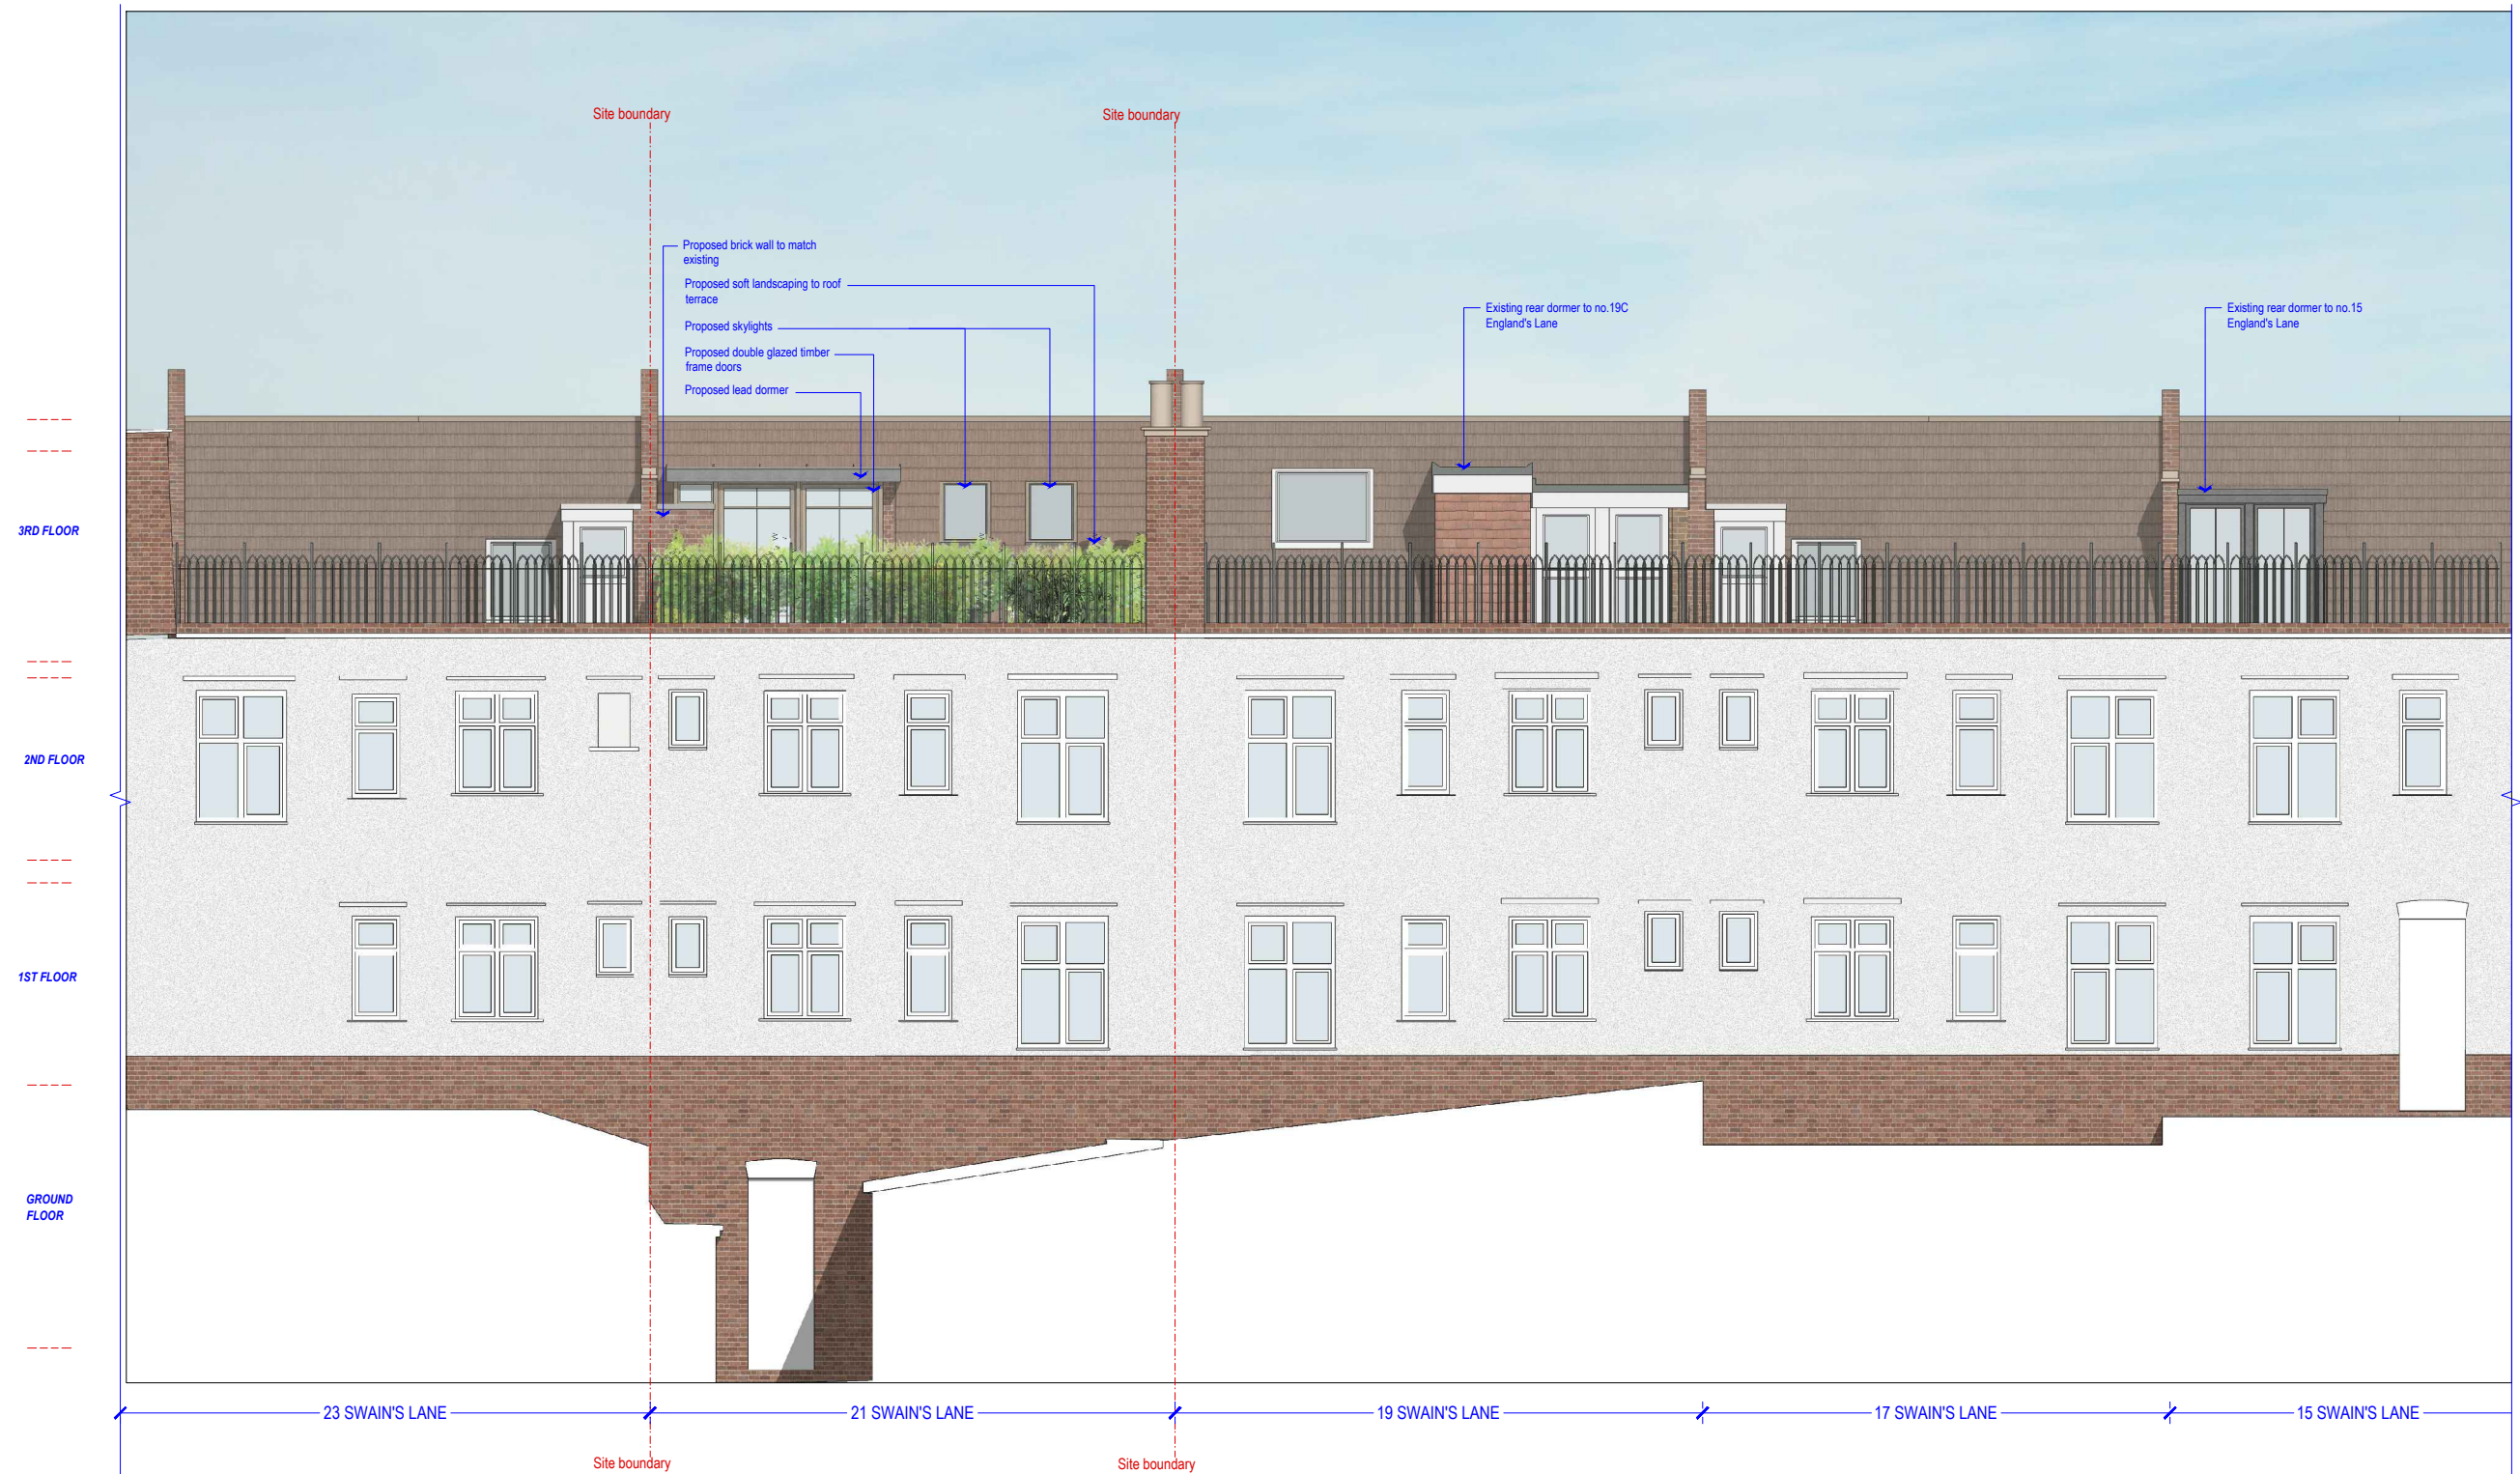 Site boundary
Site boundary
Proposed brick wall to match
existing
Proposed soft landscaping to roof
terrace
Proposed skylights
Proposed double glazed timber
frame doors
Proposed lead dormer
Existing rear dormer to no.19C
England's Lane
Existing rear dormer to no.15
England's Lane
3RD FLOOR
2ND FLOOR
1ST FLOOR
GROUND
FLOOR
23 SWAIN'S LANE
21 SWAIN'S LANE
19 SWAIN'S LANE
17 SWAIN'S LANE
15 SWAIN'S LANE
Site boundary
Site boundary